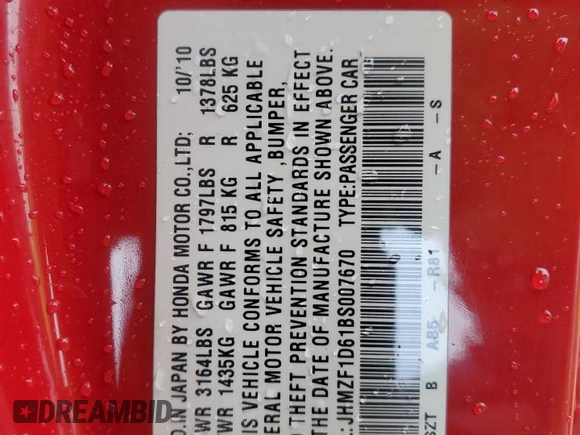 D.IN JAPAN BY HONDA MOTOR CO.,LTD; 10/'10
WR 3164LBS GAWR F 1797LBS R 1378LBS
WR 1435KG GAWR F 815 KG R 625 KG
IS VEHICLE CONFORMS TO ALL APPLICABLE
ERAL MOTOR VEHICLE SAFETY ,BUMPER,
D THEFT PREVENTION STANDARDS IN EFFECT
THE DATE OF MANUFACTURE SHOWN ABOVE.
.: JHMZF1D61BS007670 TYPE:PASSENGER CAR
SZT B A85 -R81 -A -S
DREAMBID